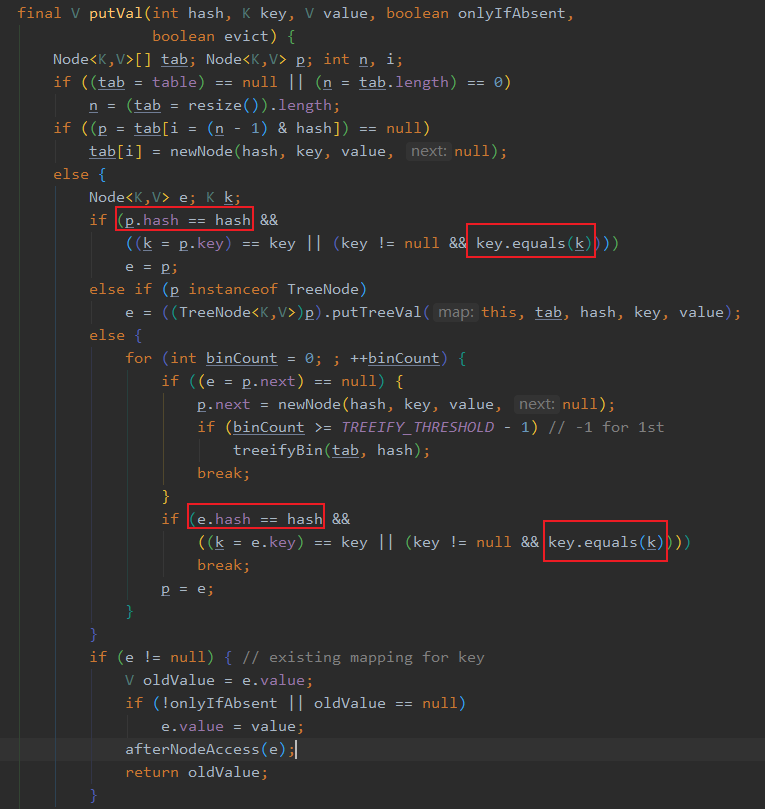 final V putVal(int hash, K key, V value, boolean onlyIfAbsent,
               boolean evict) {
    Node<K,V>[] tab; Node<K,V> p; int n, i;
    if ((tab = table) == null || (n = tab.length) == 0)
        n = (tab = resize()).length;
    if ((p = tab[i = (n - 1) & hash]) == null)
        tab[i] = newNode(hash, key, value, next: null);
    else {
        Node<K,V> e; K k;
        if (p.hash == hash &&
            ((k = p.key) == key || (key != null && key.equals(k))))
            e = p;
        else if (p instanceof TreeNode)
            e = ((TreeNode<K,V>)p).putTreeVal( map: this, tab, hash, key, value);
        else {
            for (int binCount = 0; ; ++binCount) {
                if ((e = p.next) == null) {
                    p.next = newNode(hash, key, value, next: null);
                    if (binCount >= TREEIFY_THRESHOLD - 1) // -1 for 1st
                        treeifyBin(tab, hash);
                    break;
                }
                if (e.hash == hash &&
                    ((k = e.key) == key || (key != null && key.equals(k))))
                    break;
                p = e;
            }
        }
        if (e != null) { // existing mapping for key
            V oldValue = e.value;
            if (!onlyIfAbsent || oldValue == null)
                e.value = value;
            afterNodeAccess(e);
            return oldValue;
        }